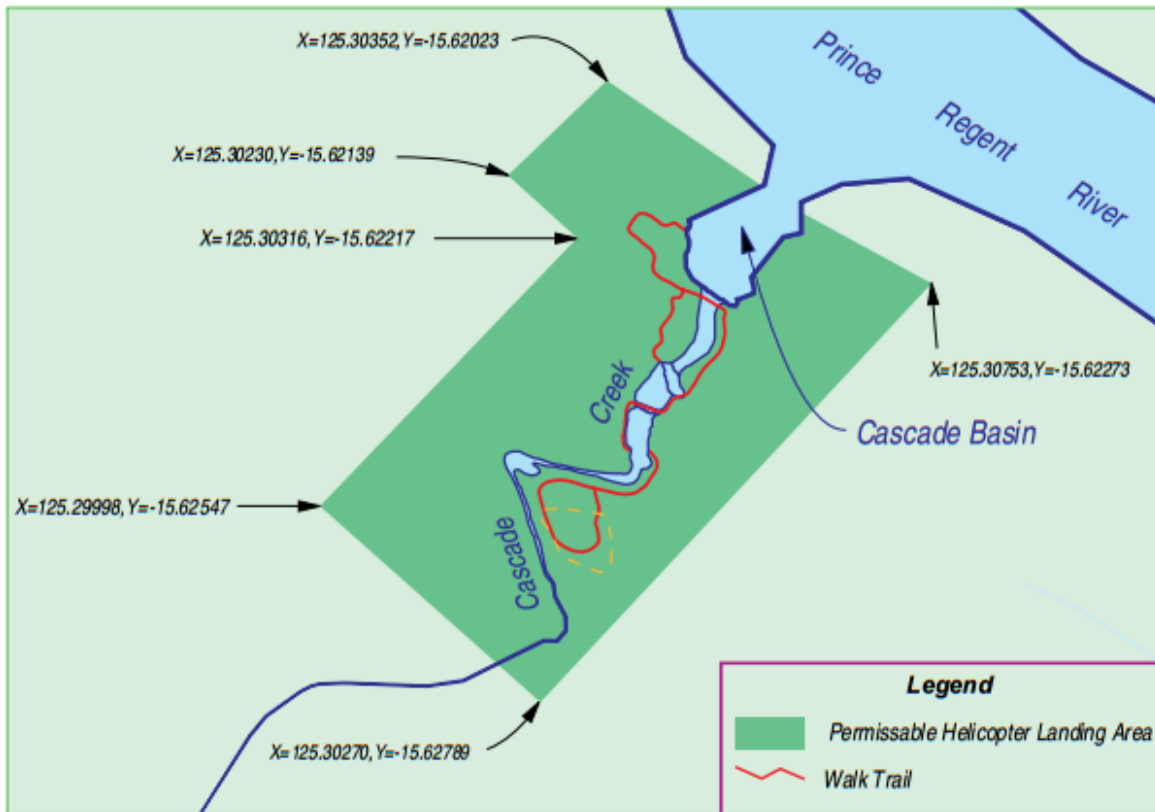 X=125.30352,Y=-15.62023
Prince
Regent
River
X=125.30230,Y=-15.62139
X=125.30316,Y=-15.62217
X=125.30753,Y=-15.62273
Creek
Cascade Basin
X=125.29998,Y=-15.62547
Cascade
X=125.30270,Y=-15.62789
Legend
Permissable Helicopter Landing Area
Walk Trail